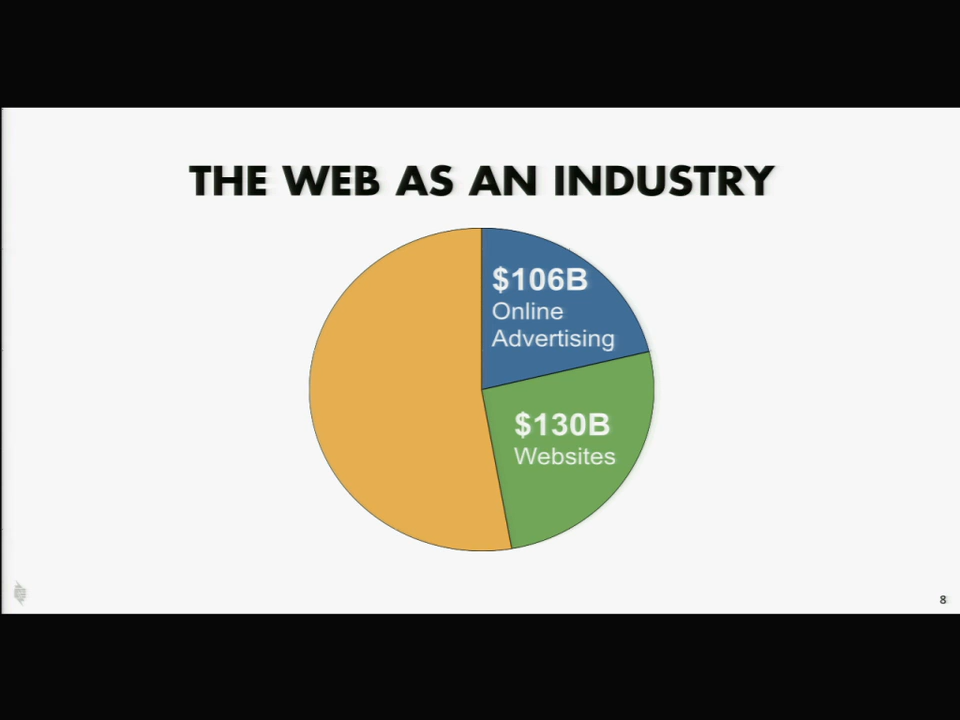 THE WEB AS AN INDUSTRY
$106B
Online
Advertising
$130B
Websites
8